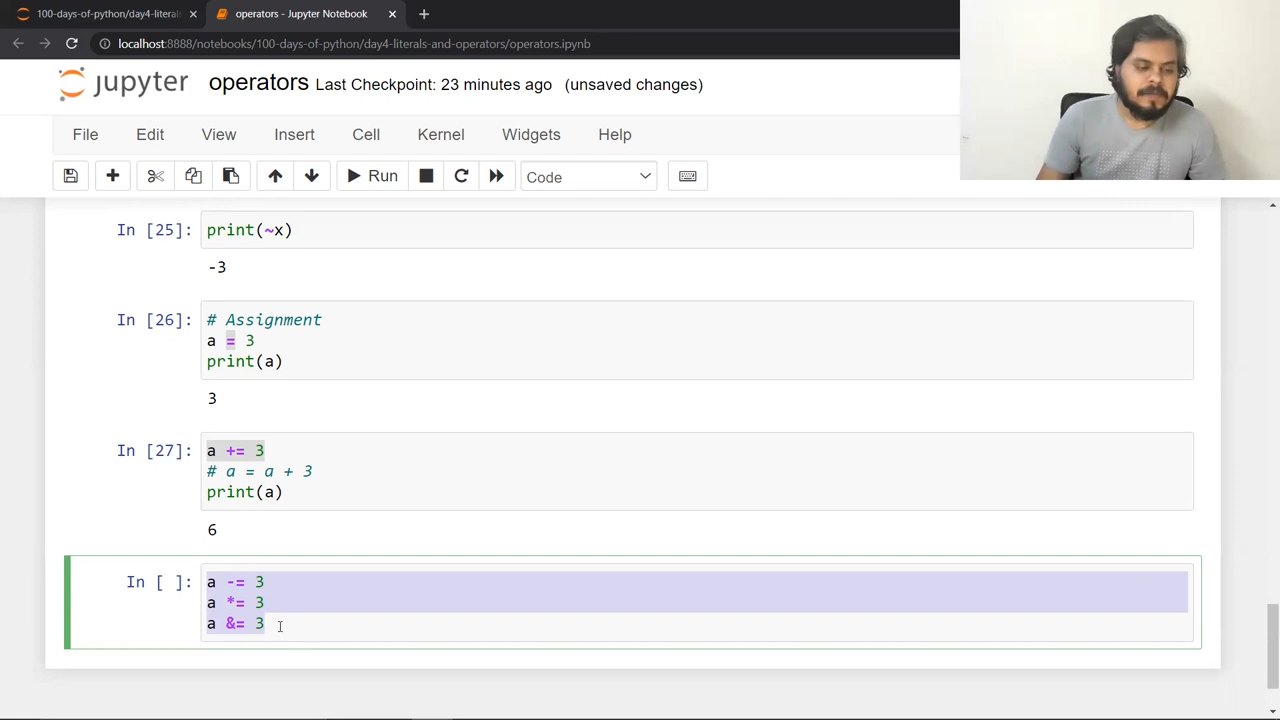 100-days-of-python/day4-literals
operators - Jupyter Notebook
localhost:8888/notebooks/100-days-of-python/day4-literals-and-operators/operators.ipynb
jupyter operators Last Checkpoint: 23 minutes ago (unsaved changes)
File Edit View Insert Cell Kernel Widgets Help
Run Code
In [25]: print(~x)
-3
In [26]: # Assignment
a = 3
print(a)
3
In [27]: a += 3
# a = a + 3
print(a)
6
In [ ]: a -= 3
a *= 3
a &= 3